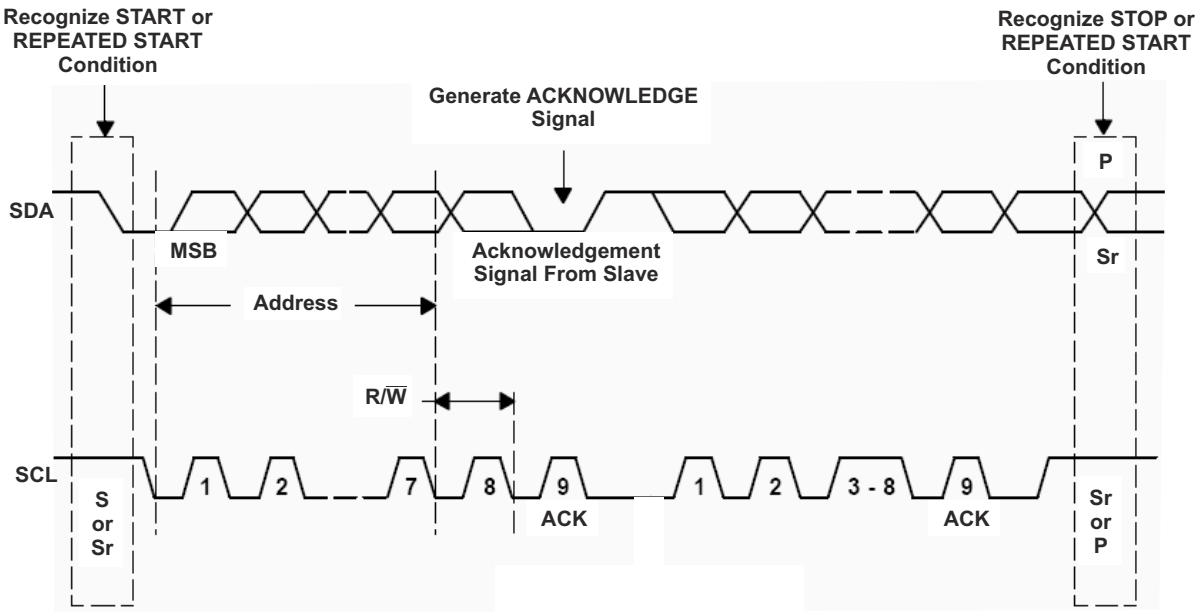 Recognize START or
REPEATED START
Condition
Recognize STOP or
REPEATED START
Condition
Generate ACKNOWLEDGE
Signal
P
SDA
MSB
Acknowledgement
Signal From Slave
Sr
Address
R/W̅
SCL
1
2
7
8
9
1
2
3 - 8
9
S
or
Sr
ACK
ACK
Sr
or
P